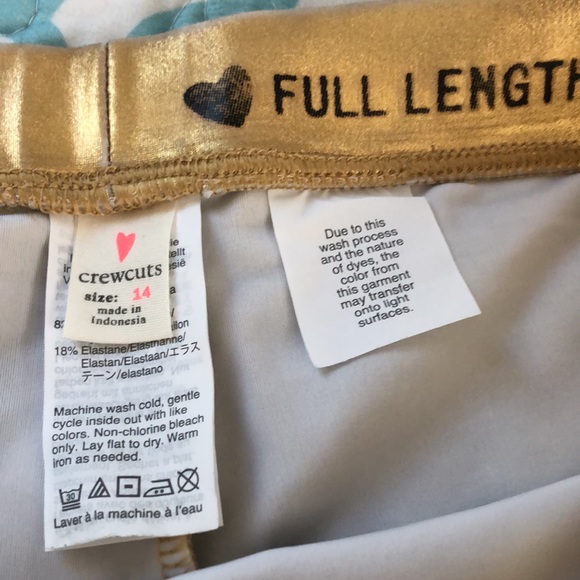 FULL LENGTH
crewcuts
size: 14
made in
indonesia
18% Elastane/Elasthanne/
Elastan/Elastaan/エラス
テーン/elastano
Machine wash cold, gentle
cycle inside out with like
colors. Non-chlorine bleach
only. Lay flat to dry. Warm
iron as needed.
30
Laver à la machine à l'eau
Due to this
wash process
and the nature
of dyes, the
color from
this garment
may transfer
onto light
surfaces.